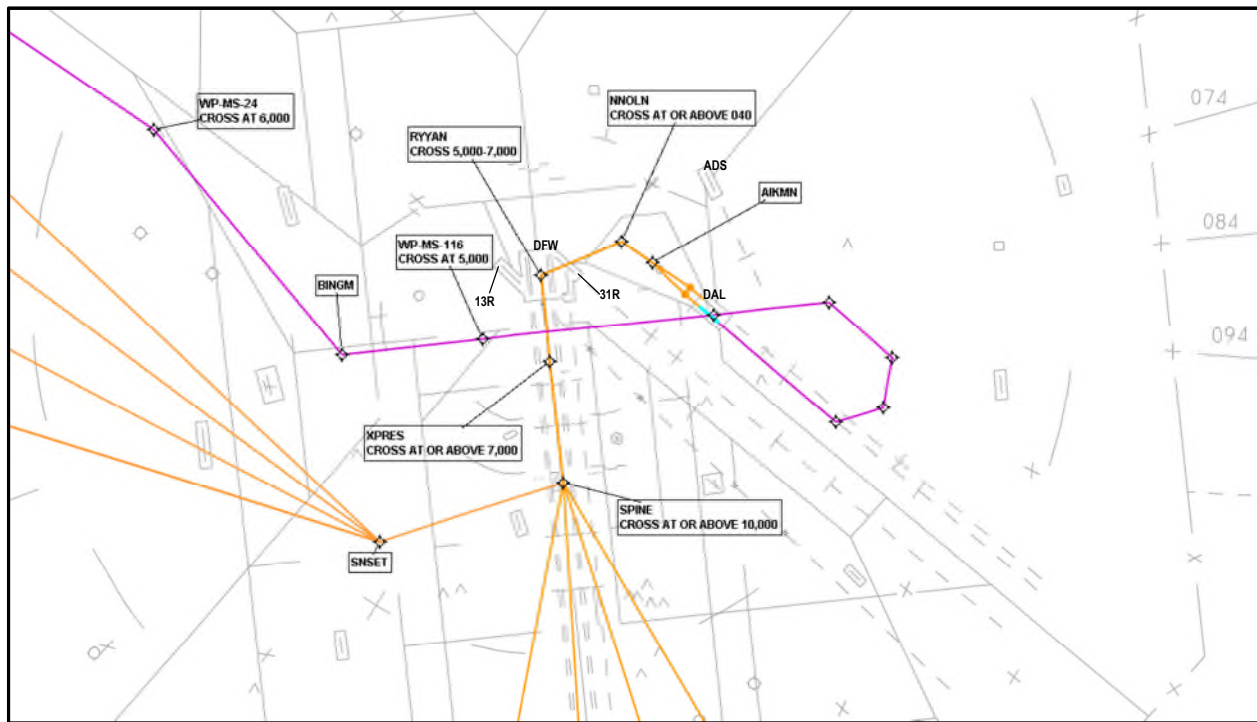 WP-MS-24
CROSS AT 6,000
NNOLN
CROSS AT OR ABOVE 040
074
RYYAN
CROSS 5,000-7,000
ADS
AIKMN
084
WP-MS-116
CROSS AT 5,000
DFW
BINGM
13R
31R
DAL
094
XPRES
CROSS AT OR ABOVE 7,000
SPINE
CROSS AT OR ABOVE 10,000
SNSET